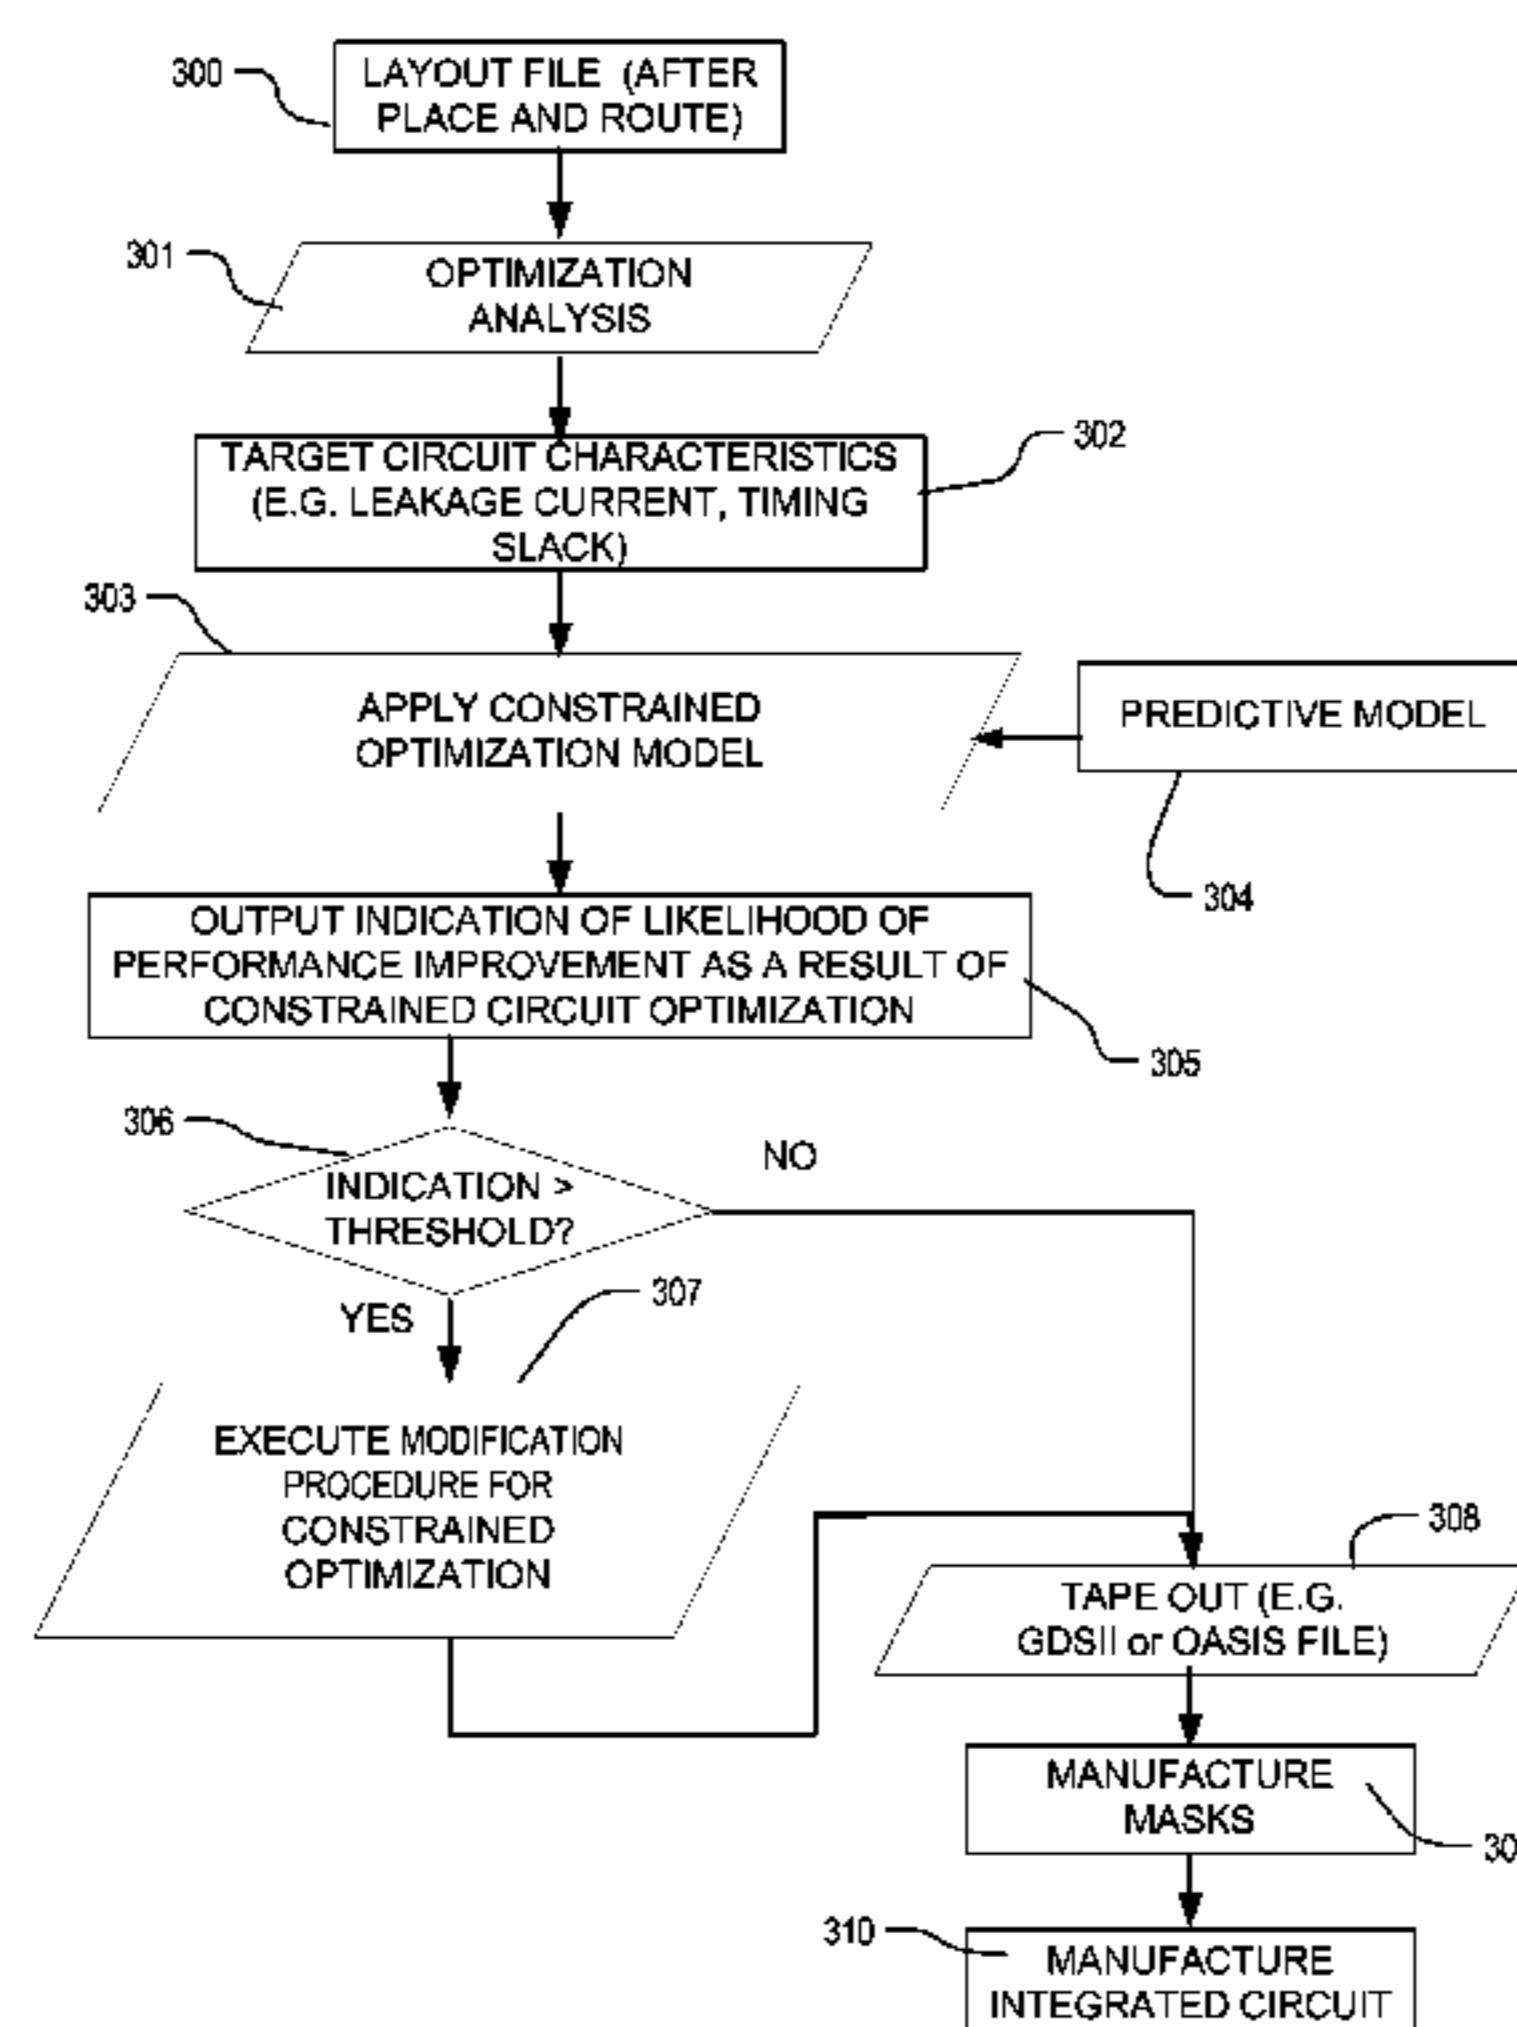 300
LAYOUT FILE (AFTER
PLACE AND ROUTE)
301
OPTIMIZATION
ANALYSIS
302
TARGET CIRCUIT CHARACTERISTICS
(E.G. LEAKAGE CURRENT, TIMING
SLACK)
303
APPLY CONSTRAINED
OPTIMIZATION MODEL
PREDICTIVE MODEL
304
OUTPUT INDICATION OF LIKELIHOOD OF
PERFORMANCE IMPROVEMENT AS A RESULT OF
CONSTRAINED CIRCUIT OPTIMIZATION
305
306
INDICATION >
THRESHOLD?
NO
YES
307
EXECUTE MODIFICATION
PROCEDURE FOR
CONSTRAINED
OPTIMIZATION
308
TAPE OUT (E.G.
GDSII or OASIS FILE)
MANUFACTURE
MASKS
310
MANUFACTURE
INTEGRATED CIRCUIT